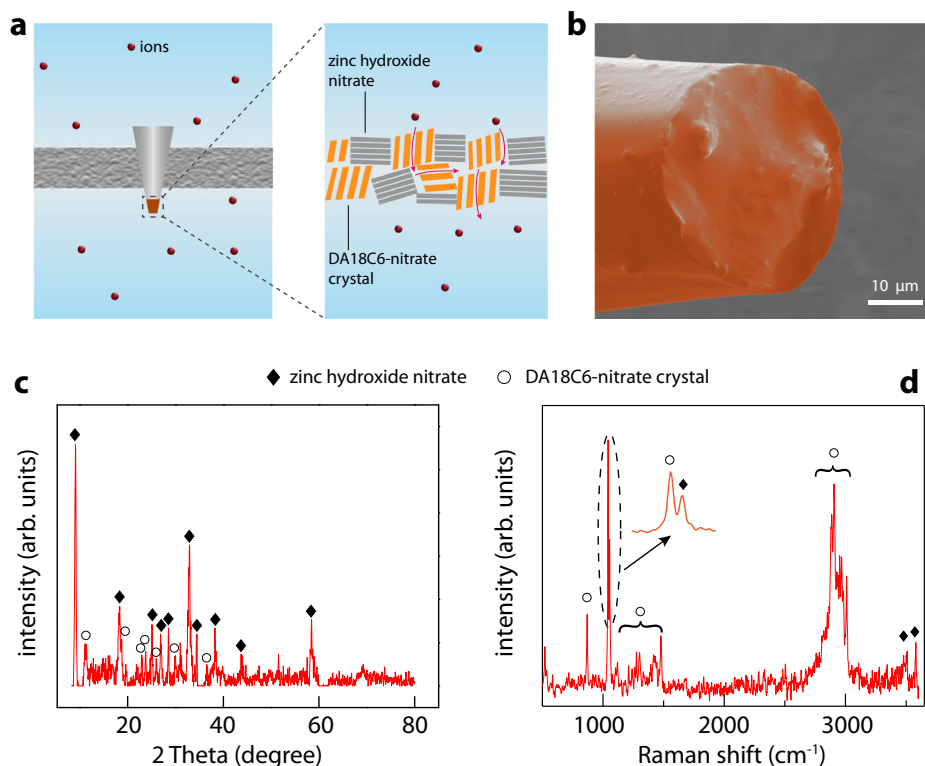 a
ions
zinc hydroxide
nitrate
DA18C6-nitrate
crystal
b
10 μm
c
◆ zinc hydroxide nitrate ○ DA18C6-nitrate crystal
d
intensity (arb. units)
20 40 60 80
2 Theta (degree)
intensity (arb. units)
1000 2000 3000
Raman shift (cm⁻¹)